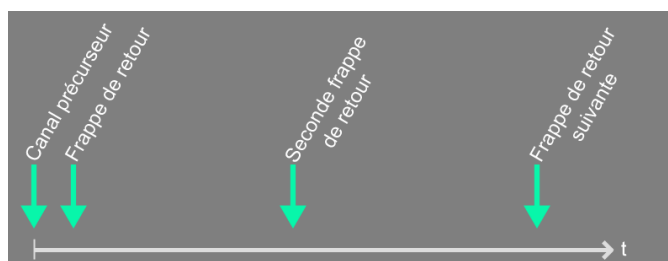 Canal précurseur
Frappe de retour
Seconde frappe
de retour
Frappe de retour
suivante
t